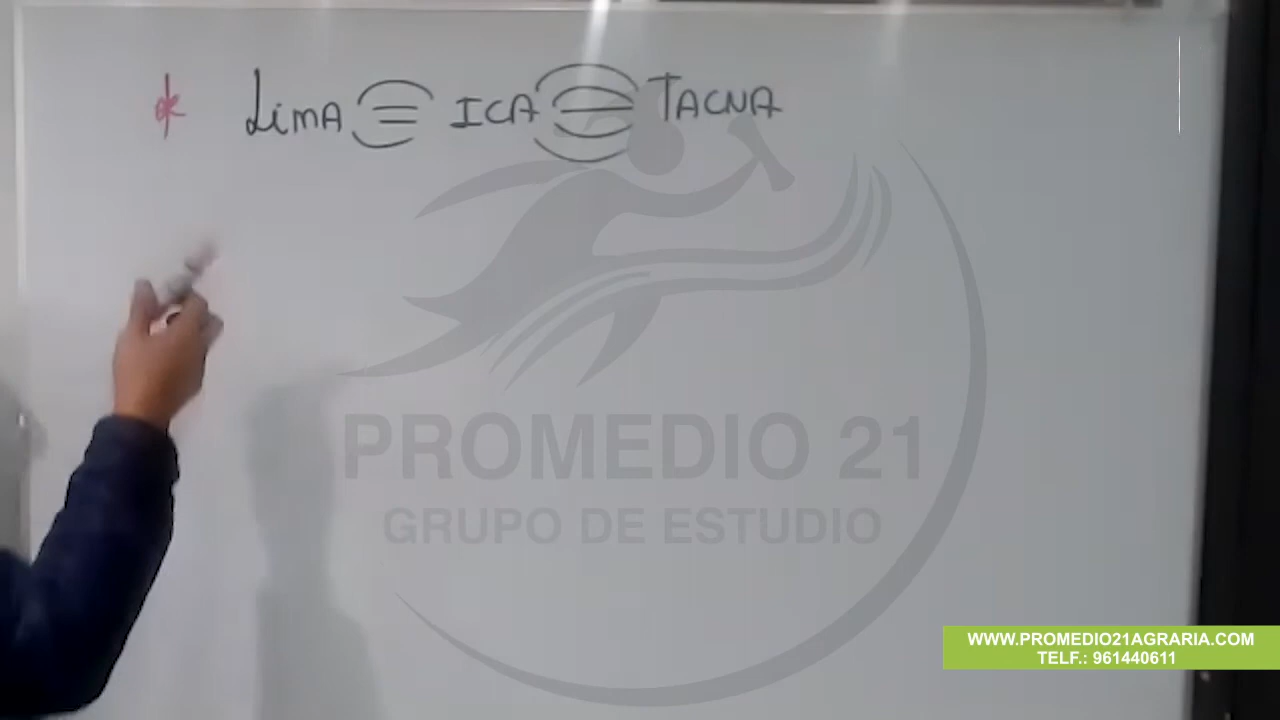 * LimA ICA TACNA
PROMEDIO 21
GRUPO DE ESTUDIO
WWW.PROMEDIO21AGRARIA.COM
TELF.: 961440611